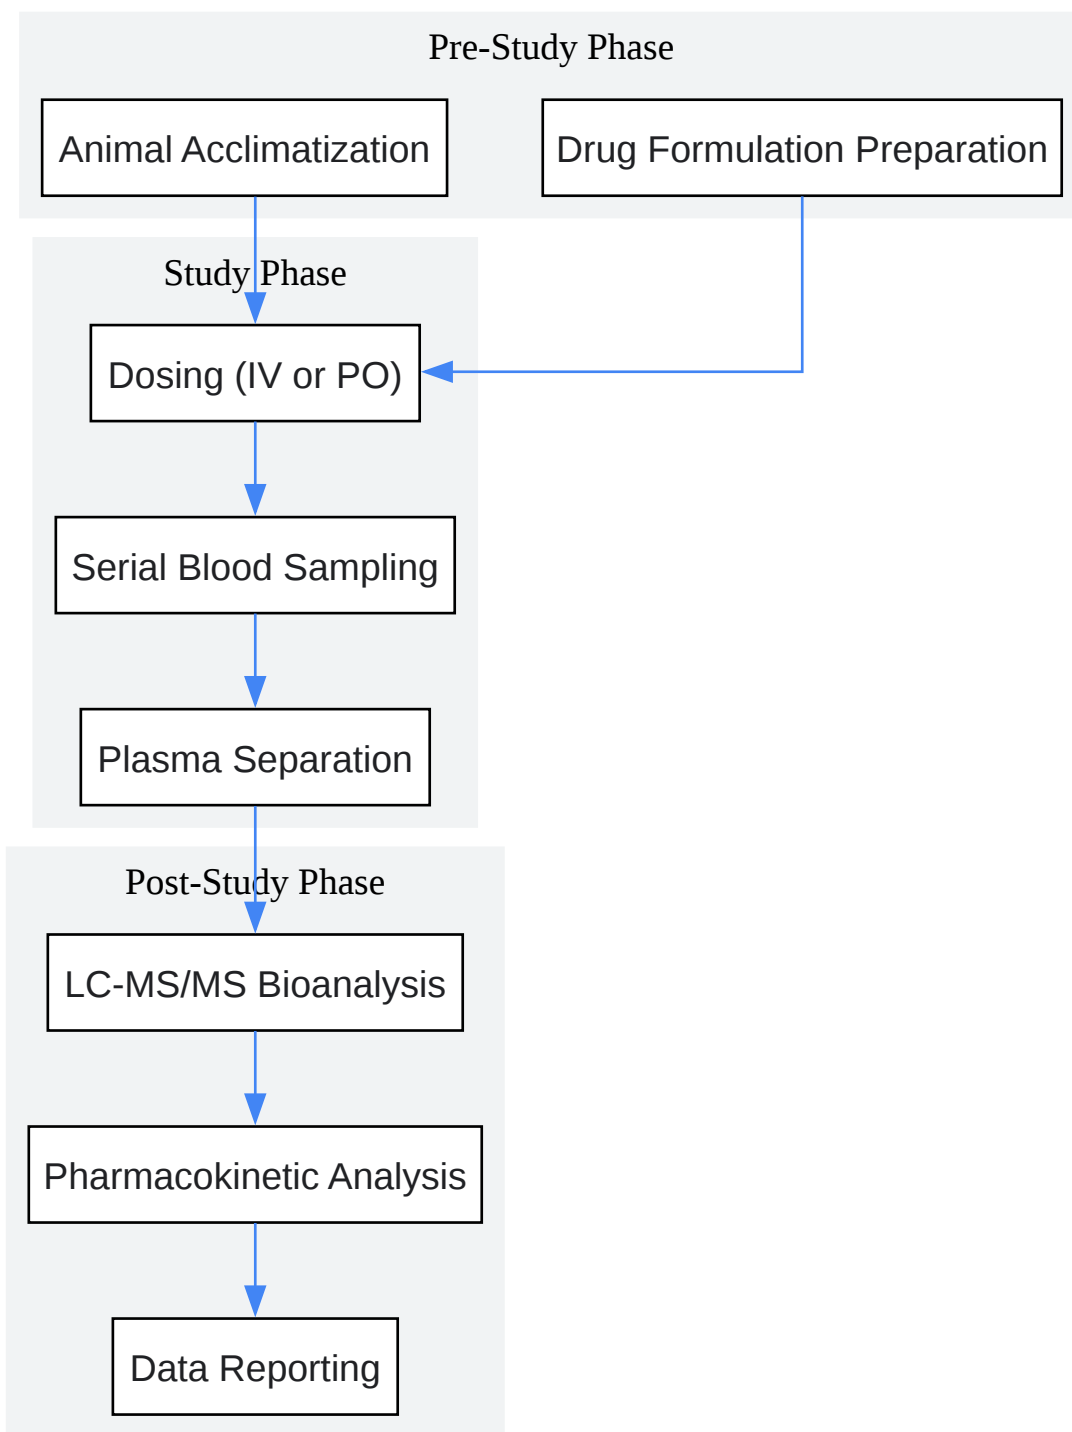 Pre-Study Phase
Animal Acclimatization
Drug Formulation Preparation
Study Phase
Dosing (IV or PO)
Serial Blood Sampling
Plasma Separation
Post-Study Phase
LC-MS/MS Bioanalysis
Pharmacokinetic Analysis
Data Reporting